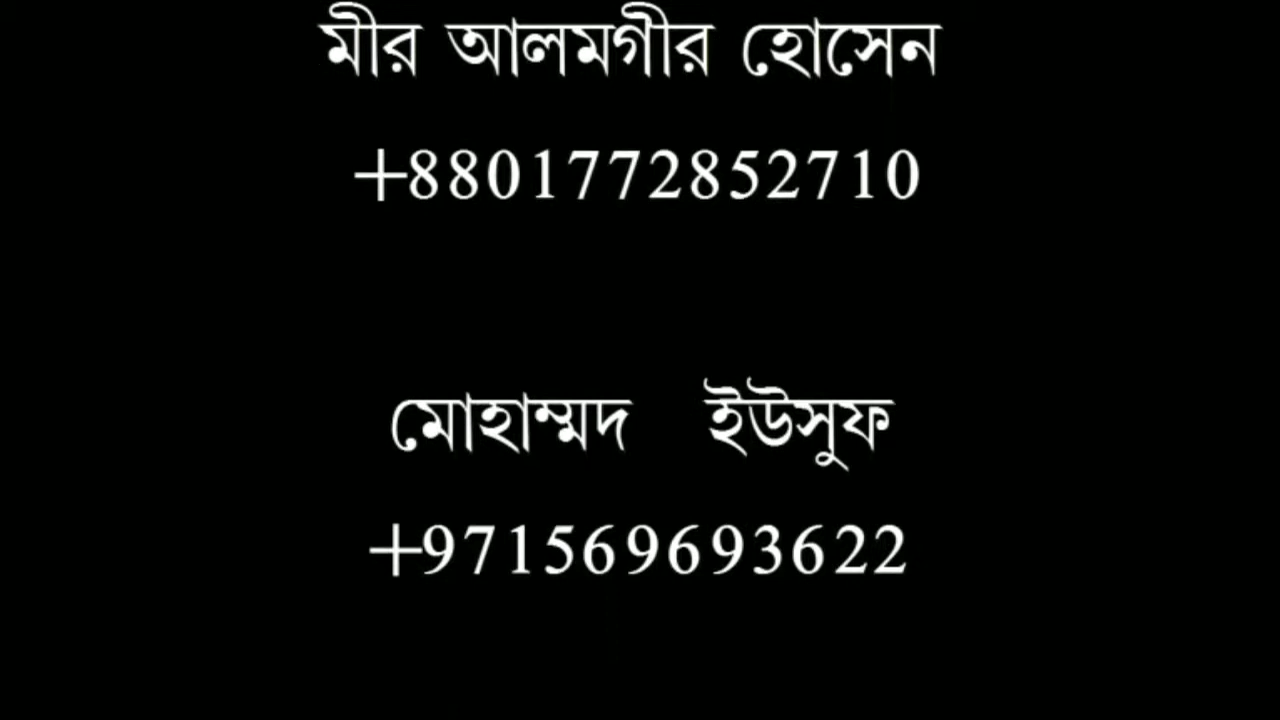 মীর আলমগীর হোসেন
+8801772852710
মোহাম্মদ ইউসুফ
+971569693622